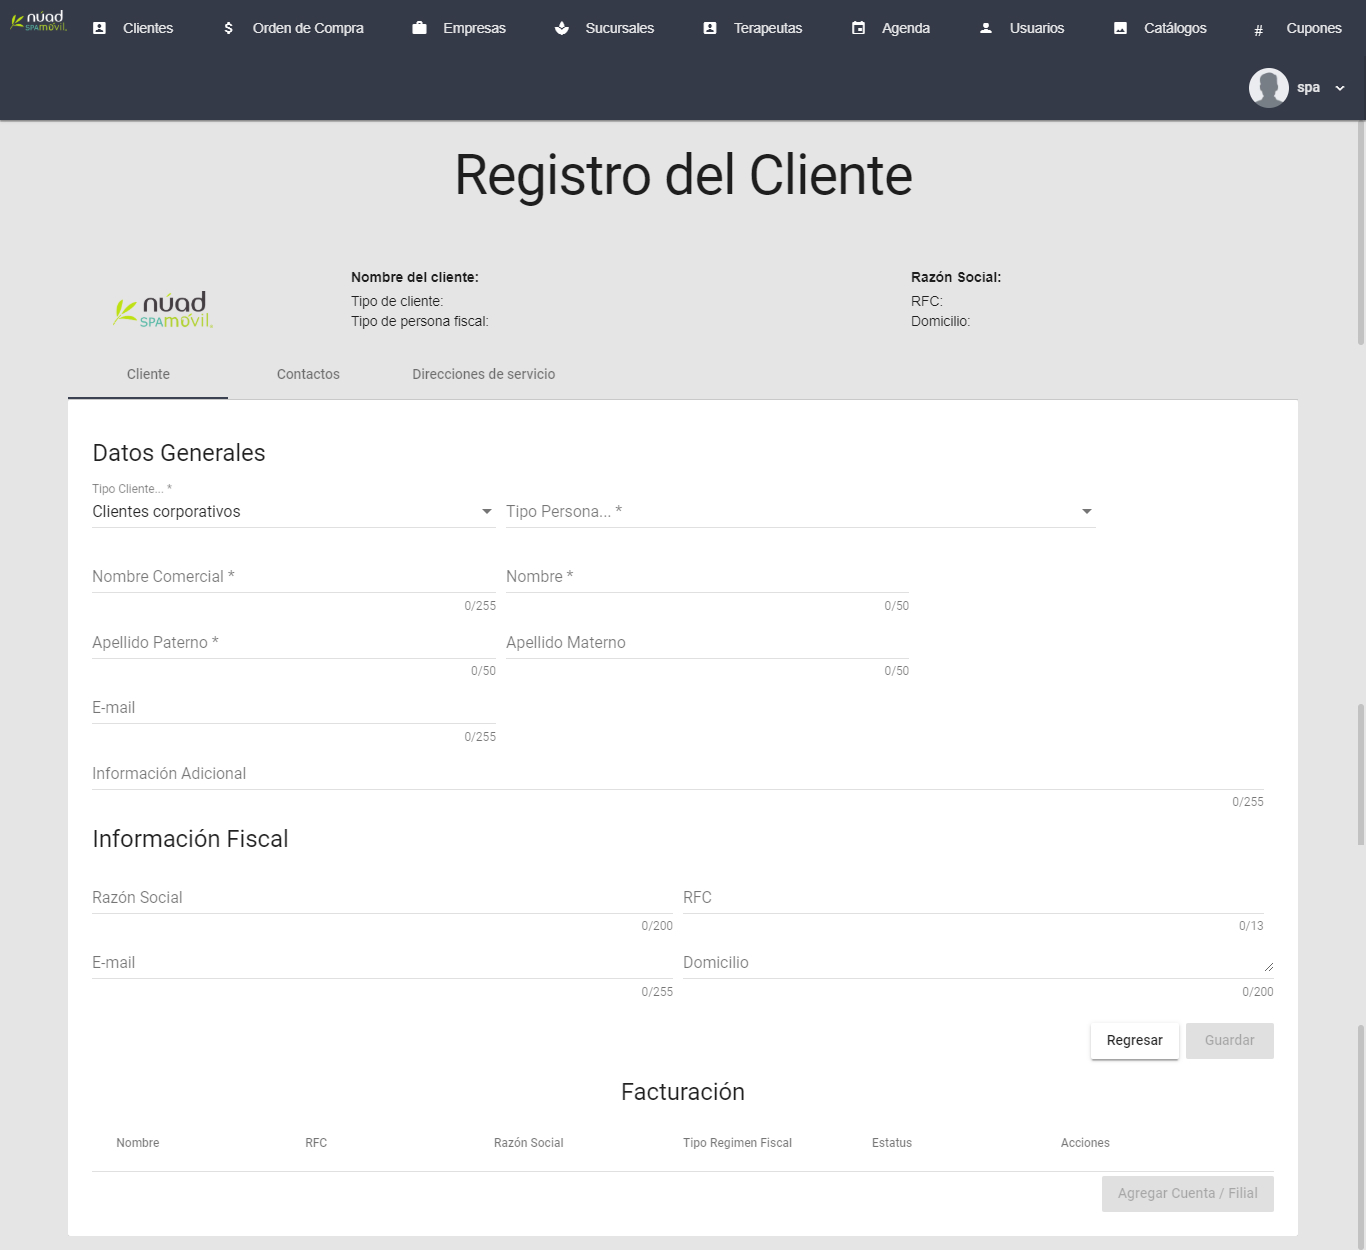 núad
SPAMÓVIL
Clientes
$ Orden de Compra
Empresas
Sucursales
Terapeutas
Agenda
Usuarios
Catálogos
# Cupones
spa
Registro del Cliente
núad
SPAMÓVIL
Nombre del cliente:
Tipo de cliente:
Tipo de persona fiscal:
Razón Social:
RFC:
Domicilio:
Cliente
Contactos
Direcciones de servicio
Datos Generales
Tipo Cliente... *
Clientes corporativos
Tipo Persona... *
Nombre Comercial *
0/255
Nombre *
0/50
Apellido Paterno *
0/50
Apellido Materno
0/50
E-mail
0/255
Información Adicional
0/255
Información Fiscal
Razón Social
0/200
RFC
0/13
E-mail
0/255
Domicilio
0/200
Regresar
Guardar
Facturación
Nombre
RFC
Razón Social
Tipo Regimen Fiscal
Estatus
Acciones
Agregar Cuenta / Filial